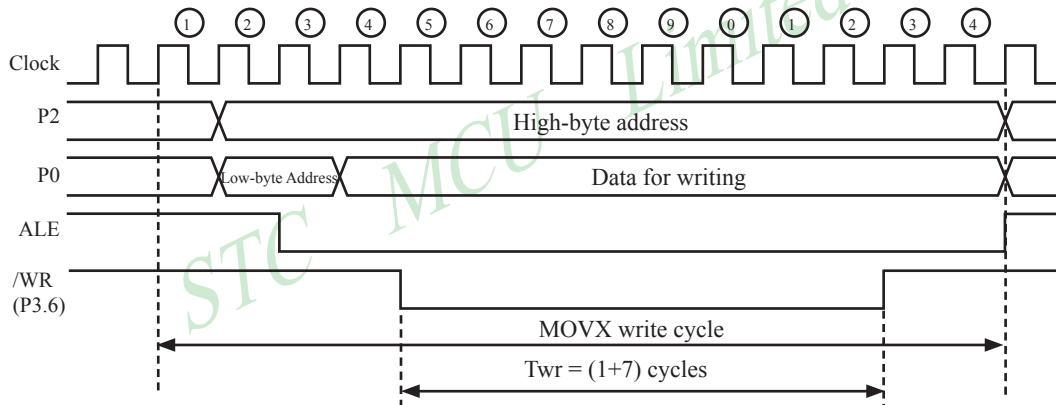 ① ② ③ ④ ⑤ ⑥ ⑦ ⑧ ⑨ ⓪ ① ② ③ ④
Clock
P2 High-byte address
P0 Low-byte Address Data for writing
ALE
/WR
(P3.6)
MOVX write cycle
Twr = (1+7) cycles
STC MCU Limited